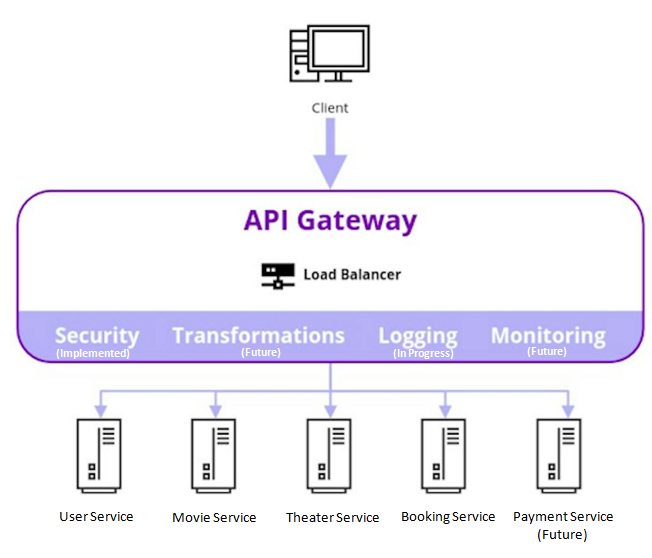 Client
API Gateway
Load Balancer
Security Transformations Logging Monitoring
(Implemented) (Future) (In Progress) (Future)
User Service Movie Service Theater Service Booking Service Payment Service
(Future)